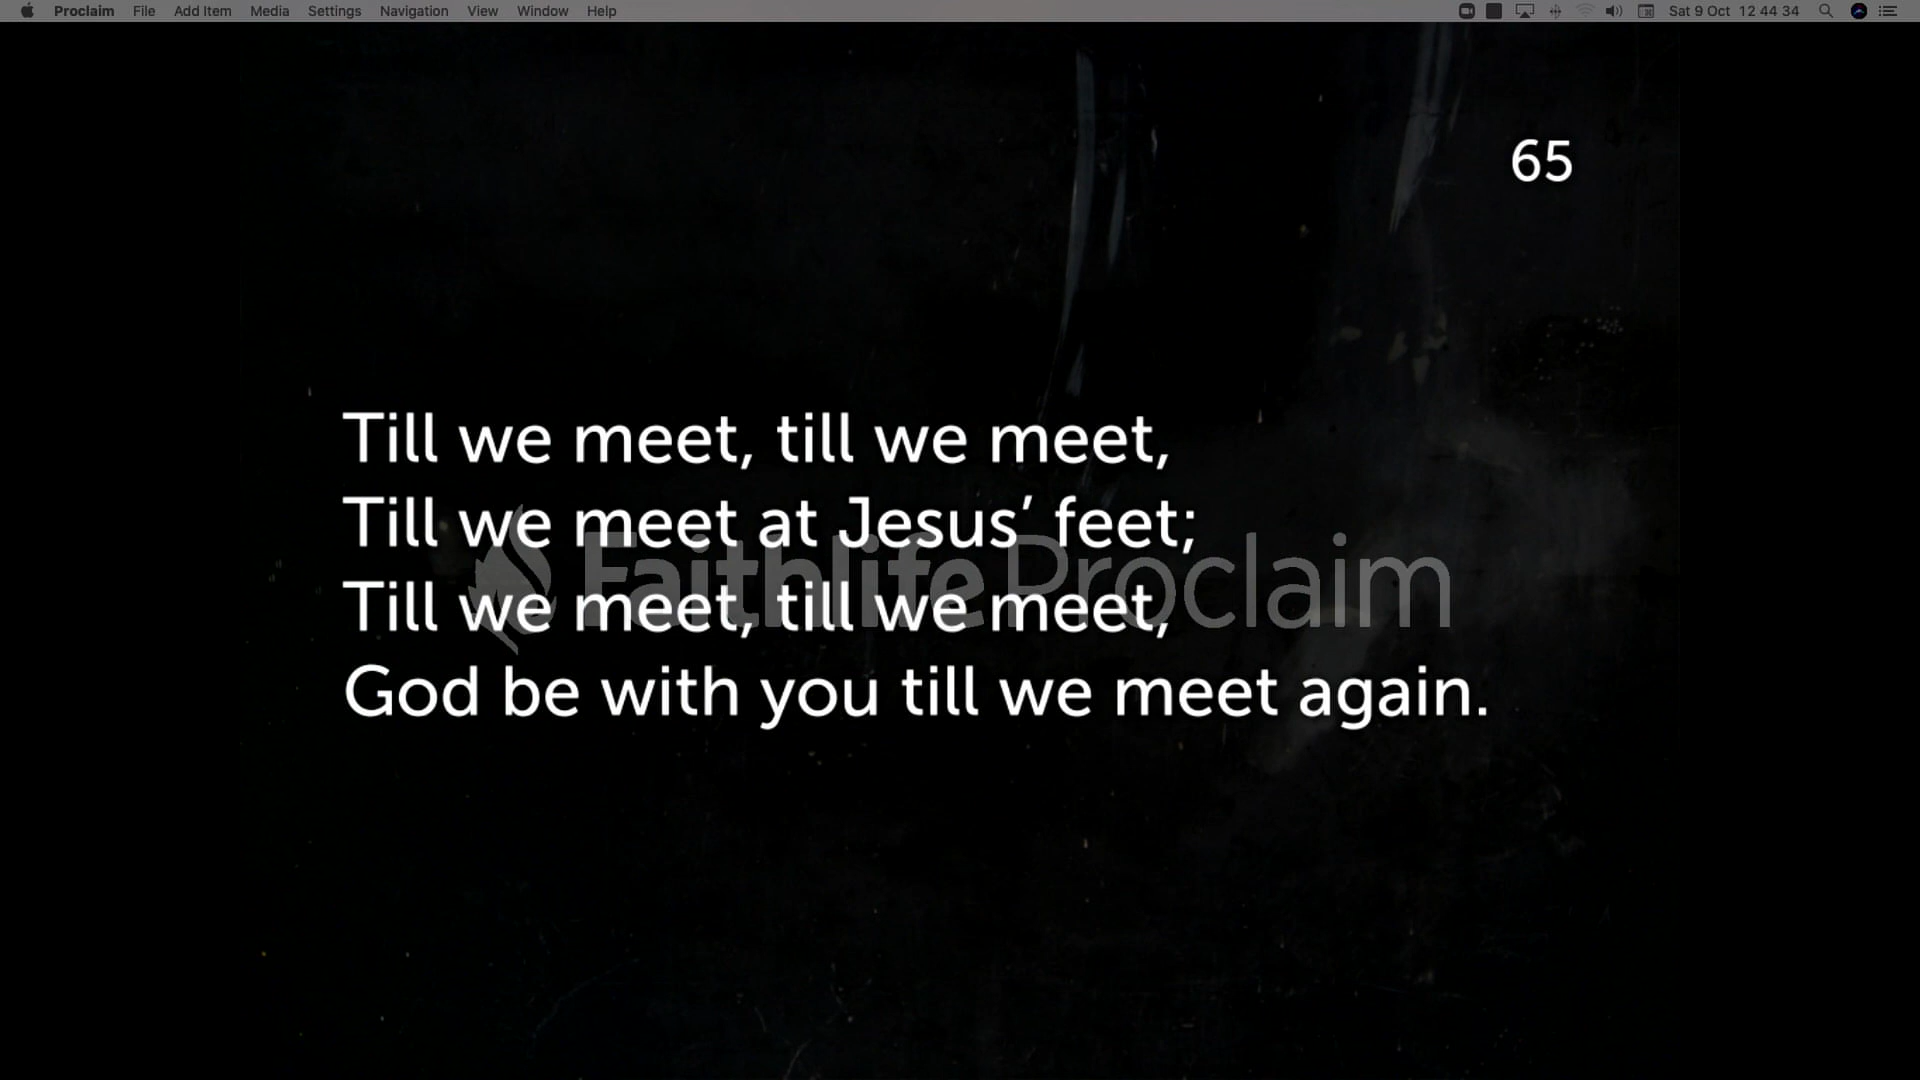 Proclaim File Add Item Media Settings Navigation View Window Help Sat 9 Oct 12 44 34
65
Till we meet, till we meet,
Till we meet at Jesus’ feet;
Till we meet, till we meet,
God be with you till we meet again.
Faithlife Proclaim